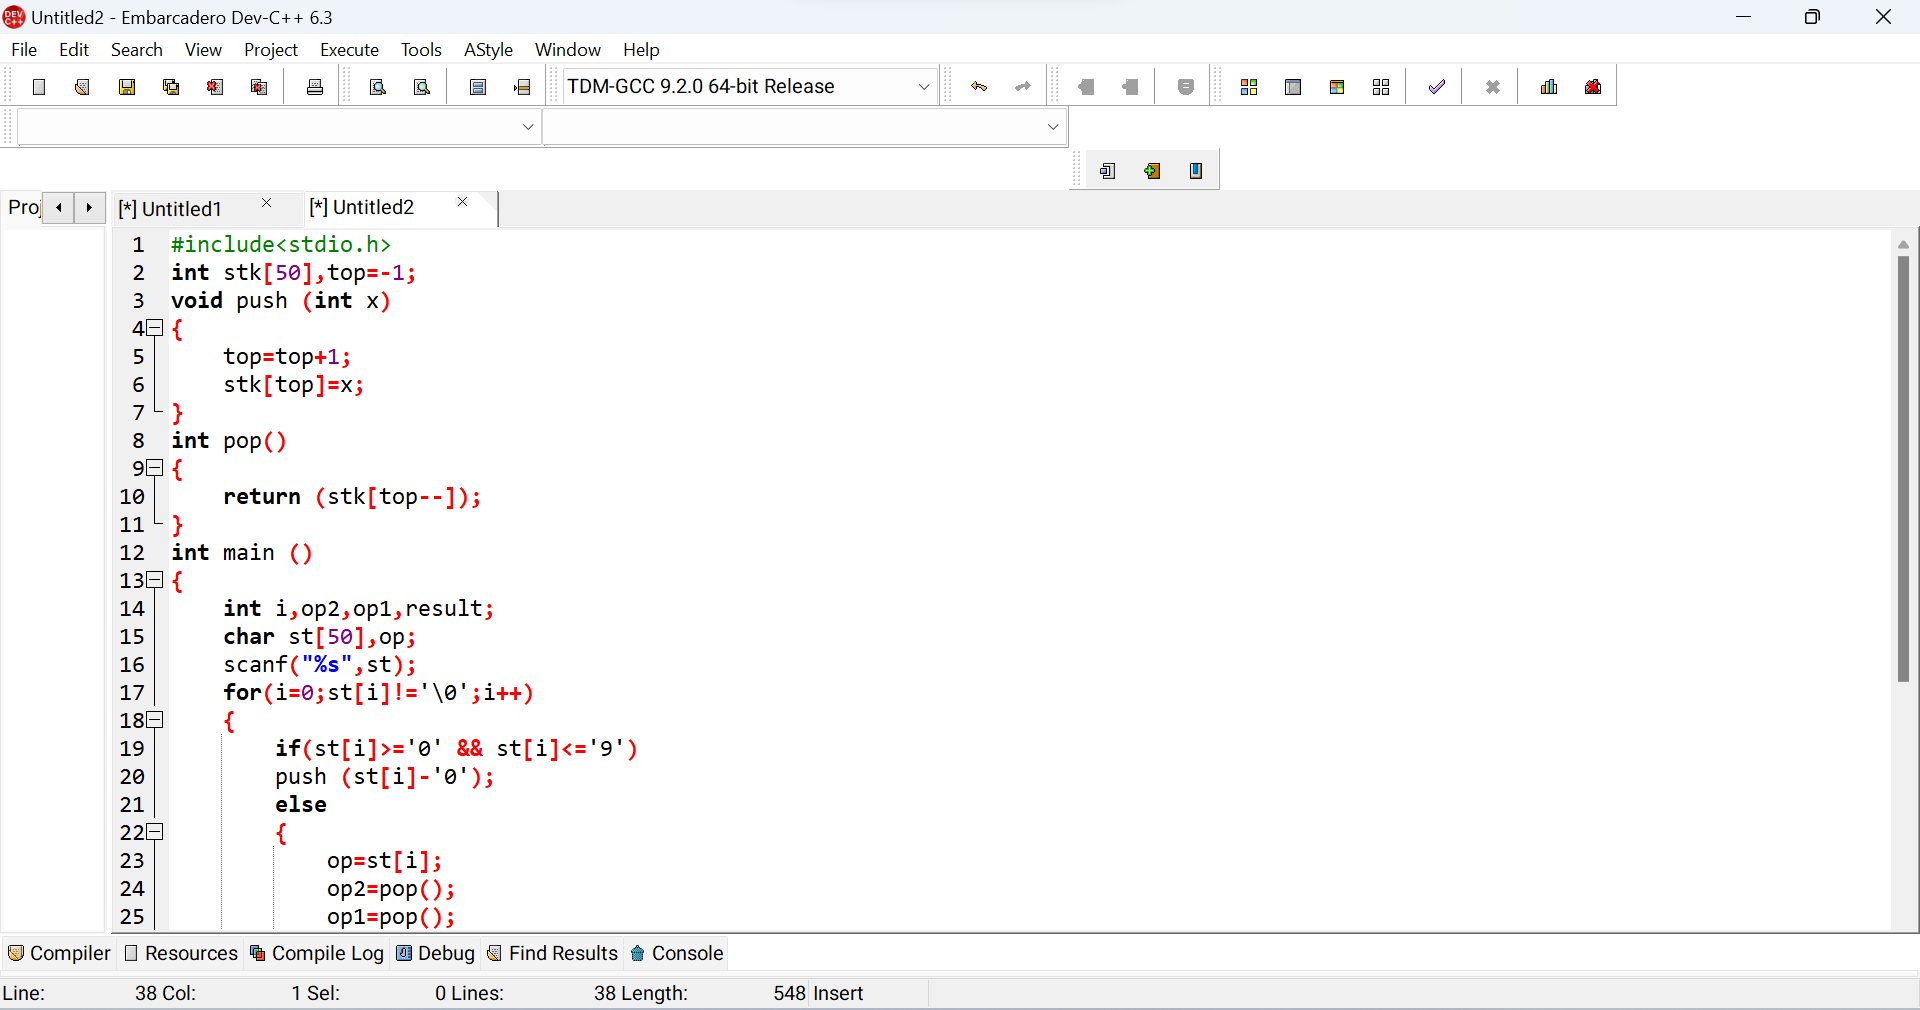 Untitled2 - Embarcadero Dev-C++ 6.3
File Edit Search View Project Execute Tools AStyle Window Help
TDM-GCC 9.2.0 64-bit Release
Proj [*] Untitled1 [*] Untitled2
1 #include<stdio.h>
2 int stk[50],top=-1;
3 void push (int x)
4 {
5 top=top+1;
6 stk[top]=x;
7 }
8 int pop()
9 {
10 return (stk[top--]);
11 }
12 int main ()
13 {
14 int i,op2,op1,result;
15 char st[50],op;
16 scanf("%s",st);
17 for(i=0;st[i]!='\0';i++)
18 {
19 if(st[i]>='0' && st[i]<='9')
20 push (st[i]-'0');
21 else
22 {
23 op=st[i];
24 op2=pop();
25 op1=pop();
Compiler Resources Compile Log Debug Find Results Console
Line: 38 Col: 1 Sel: 0 Lines: 38 Length: 548 Insert